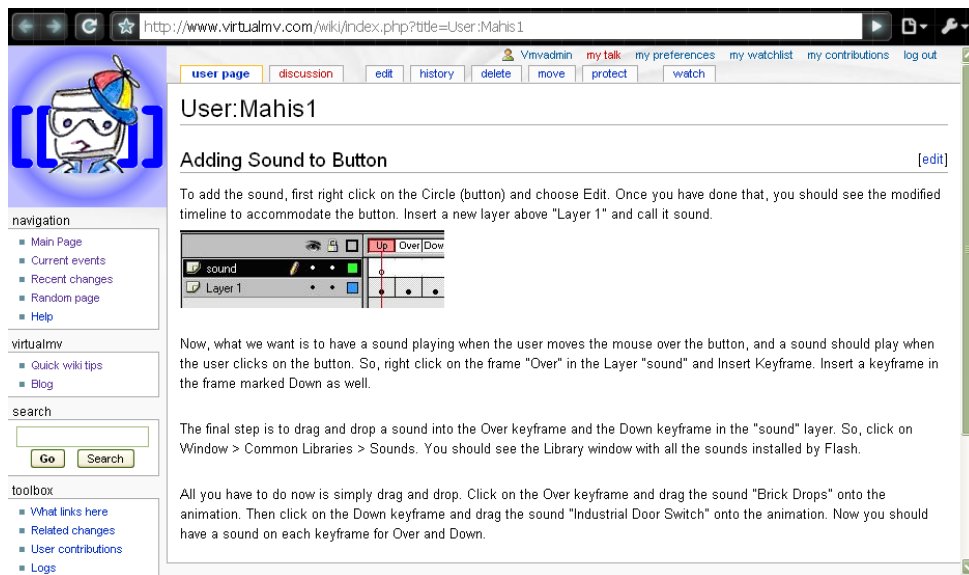 http://www.virtualmv.com/wiki/index.php?title=User:Mahis1
Vmvadmin my talk my preferences my watchlist my contributions log out
user page discussion edit history delete move protect watch
User:Mahis1
Adding Sound to Button [edit]
To add the sound, first right click on the Circle (button) and choose Edit. Once you have done that, you should see the modified
timeline to accommodate the button. Insert a new layer above "Layer 1" and call it sound.
Up Over Dow
sound
Layer 1
Now, what we want is to have a sound playing when the user moves the mouse over the button, and a sound should play when
the user clicks on the button. So, right click on the frame "Over" in the Layer "sound" and Insert Keyframe. Insert a keyframe in
the frame marked Down as well.
The final step is to drag and drop a sound into the Over keyframe and the Down keyframe in the "sound" layer. So, click on
Window > Common Libraries > Sounds. You should see the Library window with all the sounds installed by Flash.
All you have to do now is simply drag and drop. Click on the Over keyframe and drag the sound "Brick Drops" onto the
animation. Then click on the Down keyframe and drag the sound "Industrial Door Switch" onto the animation. Now you should
have a sound on each keyframe for Over and Down.
[[ ]]
navigation
Main Page
Current events
Recent changes
Random page
Help
virtualmv
Quick wiki tips
Blog
search
Go Search
toolbox
What links here
Related changes
User contributions
Logs